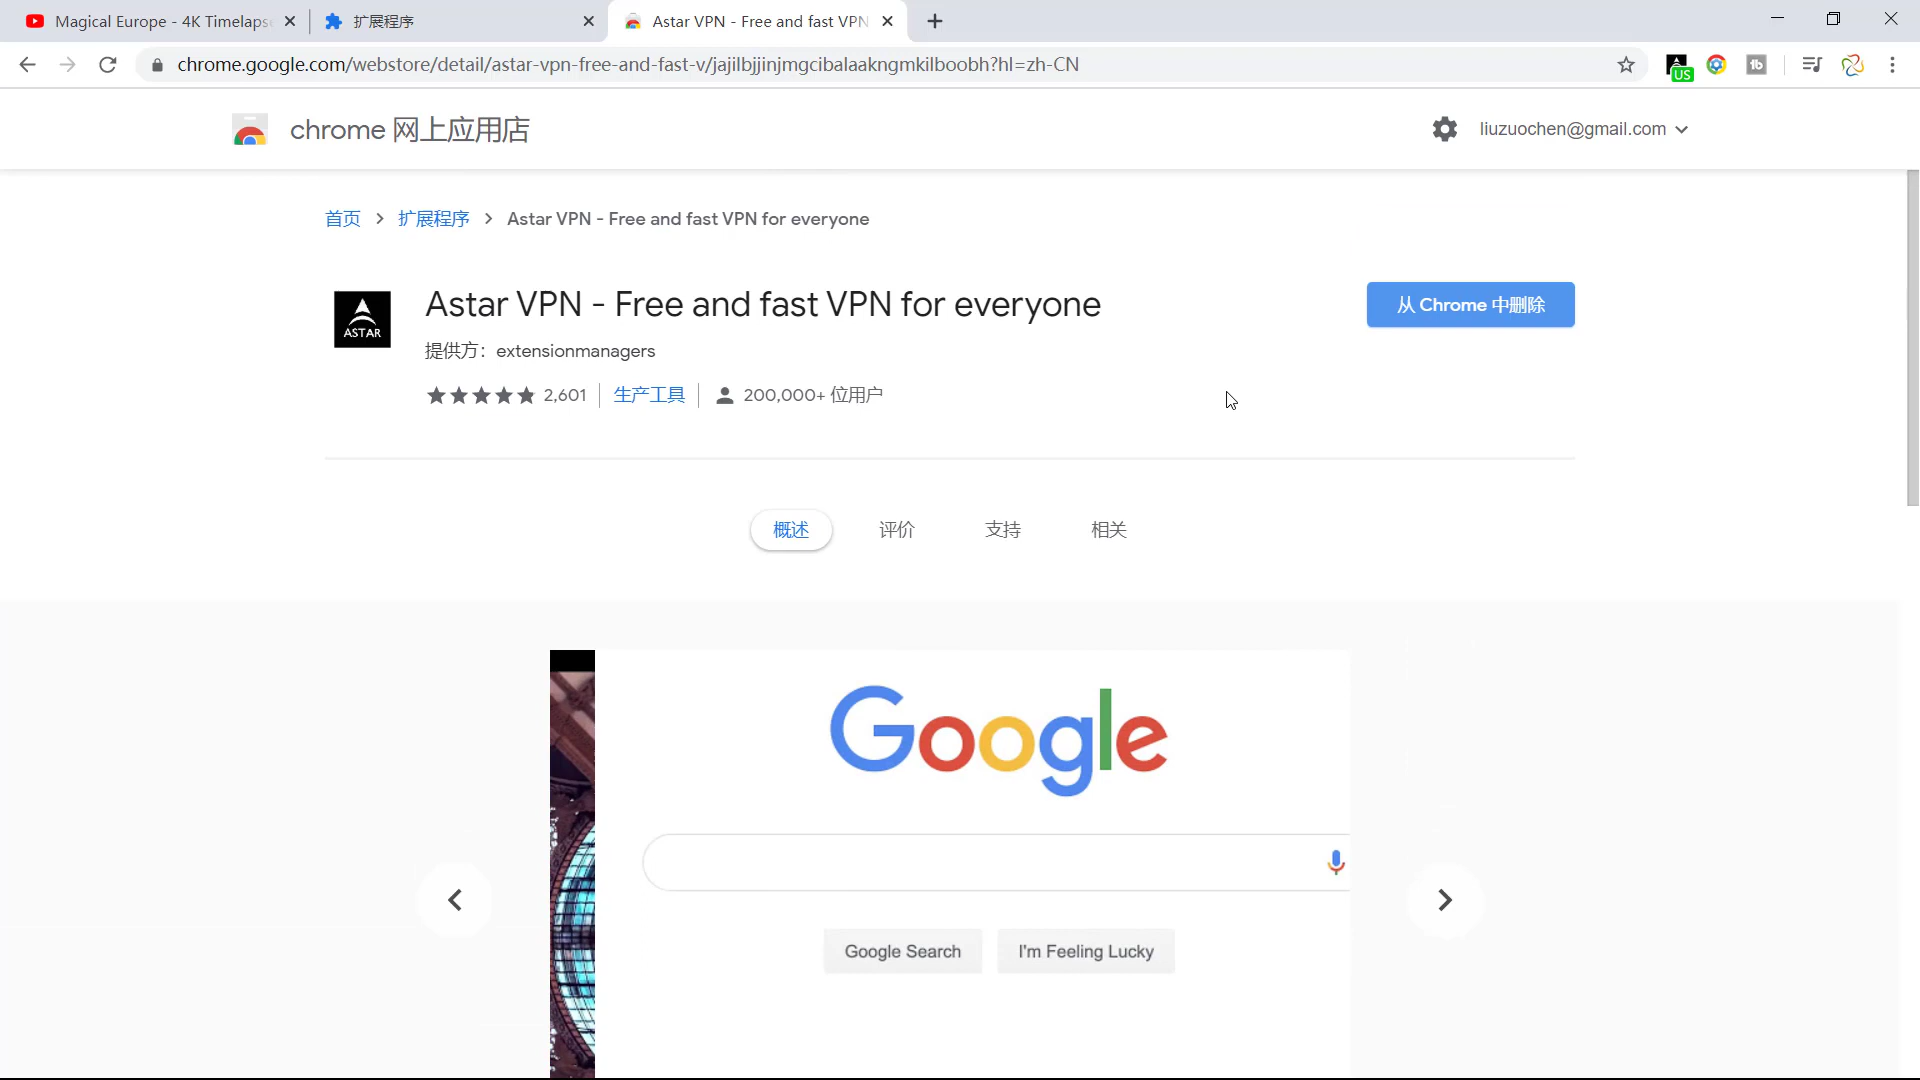 Magical Europe - 4K Timelaps
扩展程序
Astar VPN - Free and fast VPN
chrome.google.com/webstore/detail/astar-vpn-free-and-fast-v/jajilbjjinjmgcibalaakngmkilboobh?hl=zh-CN
US
chrome 网上应用店
liuzuochen@gmail.com
首页 > 扩展程序 > Astar VPN - Free and fast VPN for everyone
ASTAR
Astar VPN - Free and fast VPN for everyone
从 Chrome 中删除
提供方： extensionmanagers
2,601 生产工具 200,000+ 位用户
概述 评价 支持 相关
Google
Google Search I'm Feeling Lucky